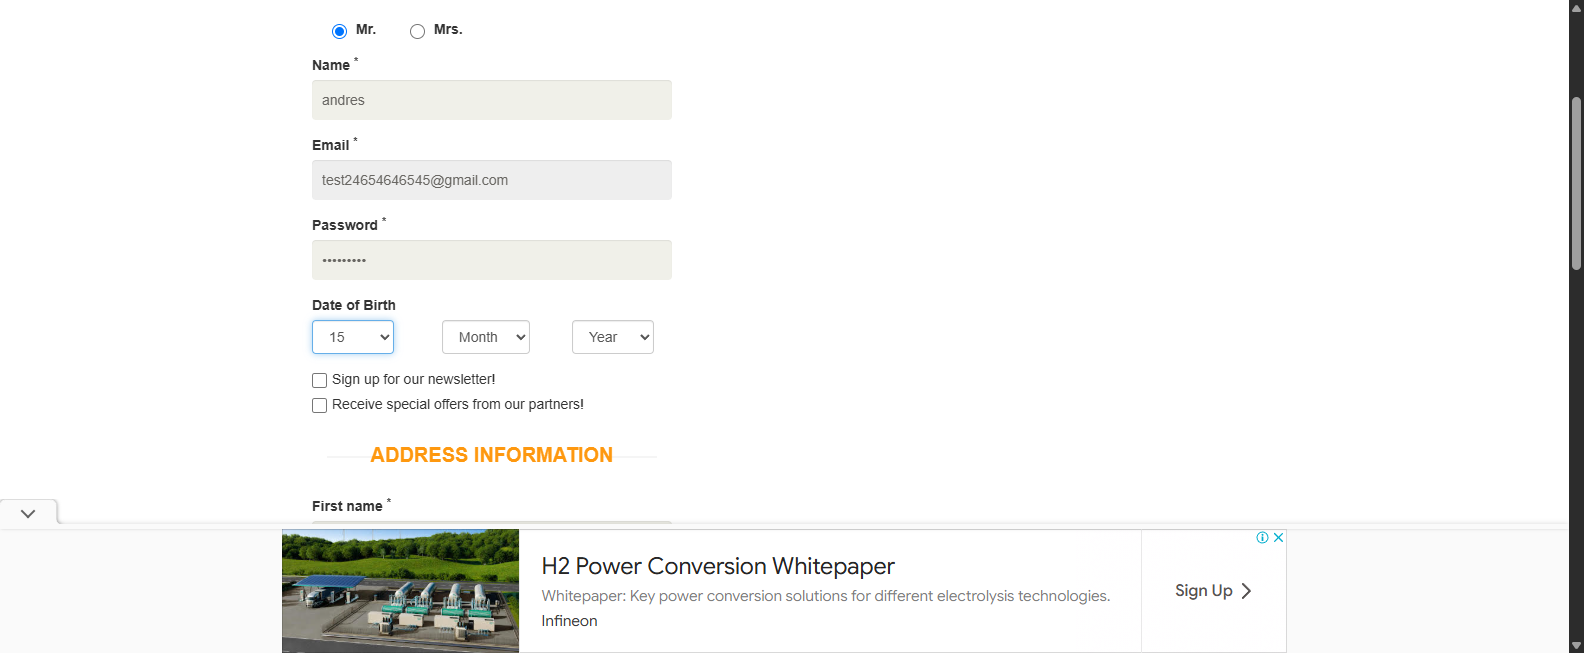 Mr. Mrs.
Name *
andres
Email *
test24654646545@gmail.com
Password *
•••••••••
Date of Birth
15 Month Year
Sign up for our newsletter!
Receive special offers from our partners!
ADDRESS INFORMATION
First name *
H2 Power Conversion Whitepaper
Whitepaper: Key power conversion solutions for different electrolysis technologies.
Infineon
Sign Up